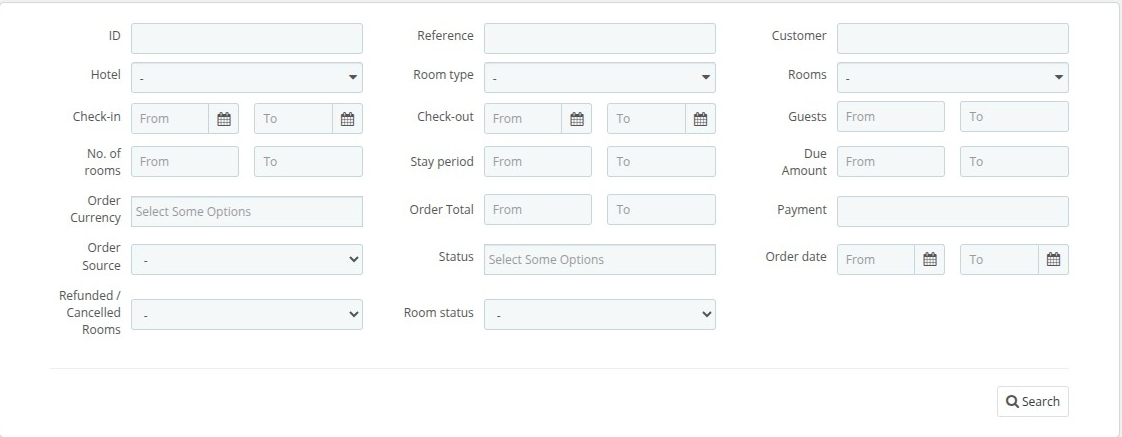 ID Reference Customer
Hotel - Room type - Rooms -
Check-in From To Check-out From To Guests From To
No. of
rooms From To Stay period From To Due
Amount From To
Order
Currency Select Some Options Order Total From To Payment
Order
Source - Status Select Some Options Order date From To
Refunded /
Cancelled
Rooms - Room status -
Search